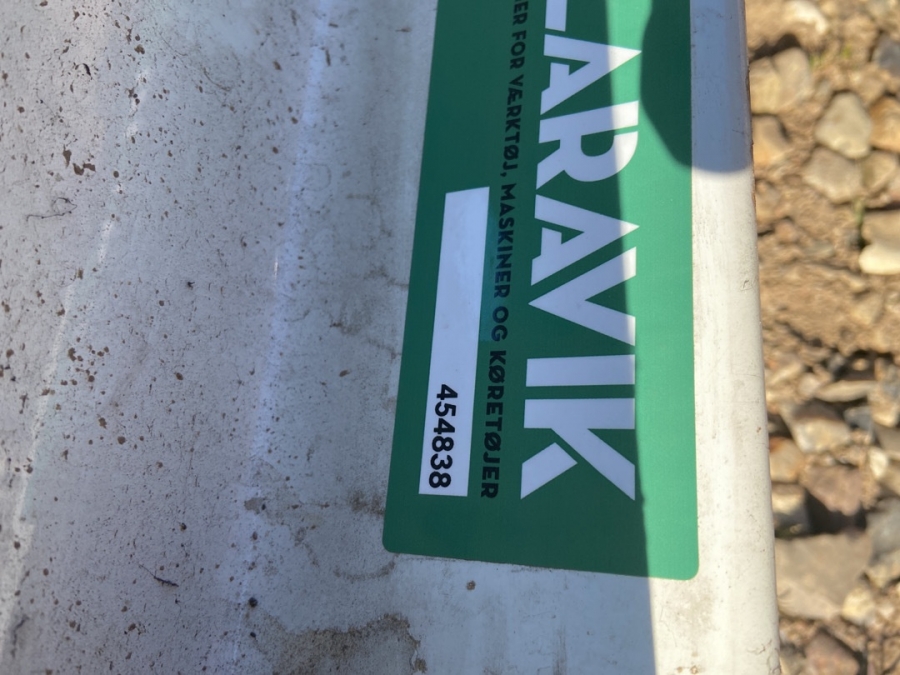 LARAVIK
ER FOR VÆRKTØJ, MASKINER OG KØRETØJER
454838